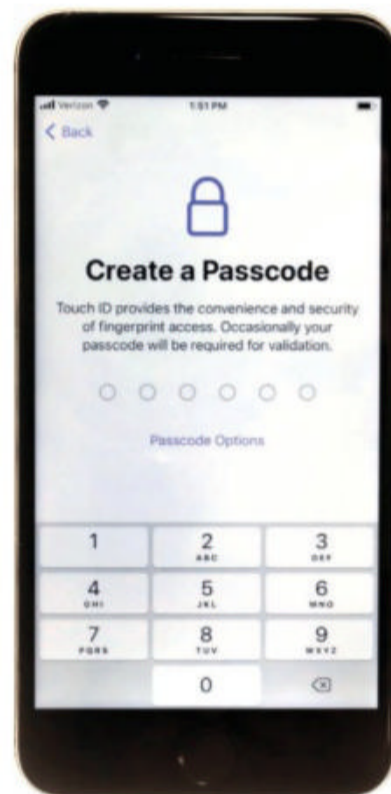 Verizon 1:51 PM
Back
Create a Passcode
Touch ID provides the convenience and security
of fingerprint access. Occasionally your
passcode will be required for validation.
Passcode Options
1 2 3
ABC DEF
4 5 6
GHI JKL MNO
7 8 9
PQRS TUV WXYZ
0